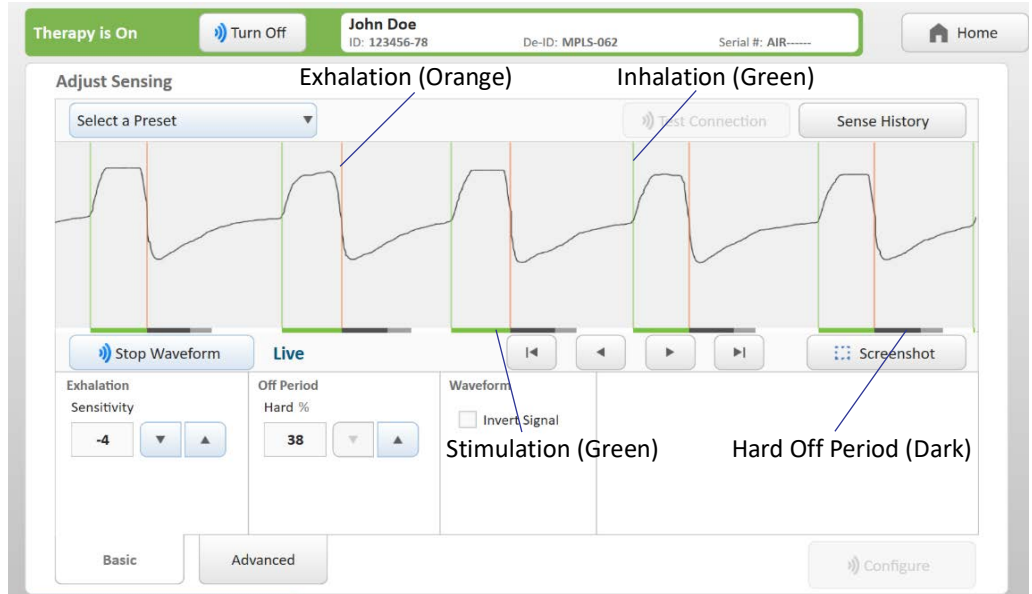 Therapy is On
Turn Off
John Doe
ID: 123456-78 De-ID: MPLS-062 Serial #: AIR------
Home
Adjust Sensing
Exhalation (Orange) Inhalation (Green)
Select a Preset
Test Connection
Sense History
Stop Waveform
Live
Screenshot
Exhalation
Sensitivity
-4
Off Period
Hard %
38
Waveform
Invert Signal
Stimulation (Green) Hard Off Period (Dark)
Basic
Advanced
Configure